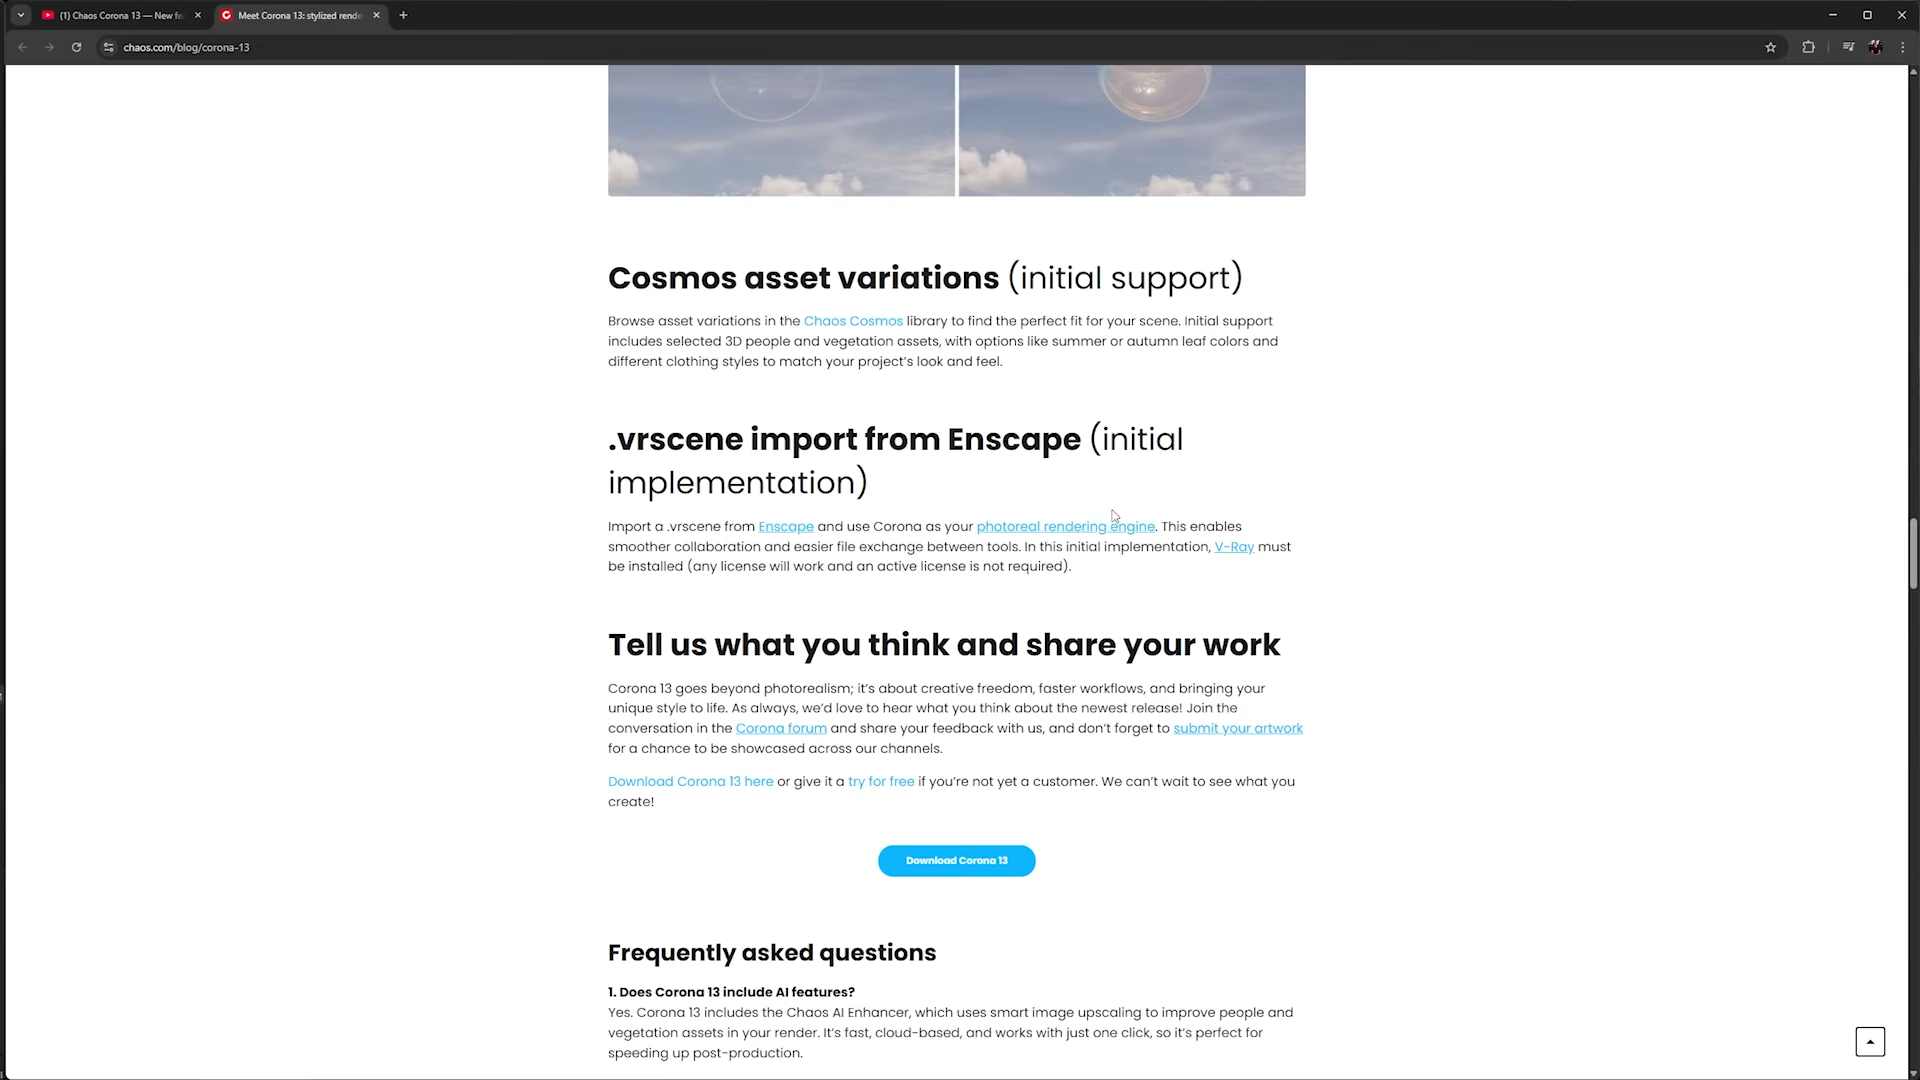 (1) Chaos Corona 13 — New fe
Meet Corona 13: stylized rende
chaos.com/blog/corona-13
Cosmos asset variations (initial support)
Browse asset variations in the Chaos Cosmos library to find the perfect fit for your scene. Initial support
includes selected 3D people and vegetation assets, with options like summer or autumn leaf colors and
different clothing styles to match your project's look and feel.
.vrscene import from Enscape (initial
implementation)
Import a .vrscene from Enscape and use Corona as your photoreal rendering engine. This enables
smoother collaboration and easier file exchange between tools. In this initial implementation, V-Ray must
be installed (any license will work and an active license is not required).
Tell us what you think and share your work
Corona 13 goes beyond photorealism; it's about creative freedom, faster workflows, and bringing your
unique style to life. As always, we'd love to hear what you think about the newest release! Join the
conversation in the Corona forum and share your feedback with us, and don't forget to submit your artwork
for a chance to be showcased across our channels.
Download Corona 13 here or give it a try for free if you're not yet a customer. We can't wait to see what you
create!
Download Corona 13
Frequently asked questions
1. Does Corona 13 include AI features?
Yes. Corona 13 includes the Chaos AI Enhancer, which uses smart image upscaling to improve people and
vegetation assets in your render. It's fast, cloud-based, and works with just one click, so it's perfect for
speeding up post-production.